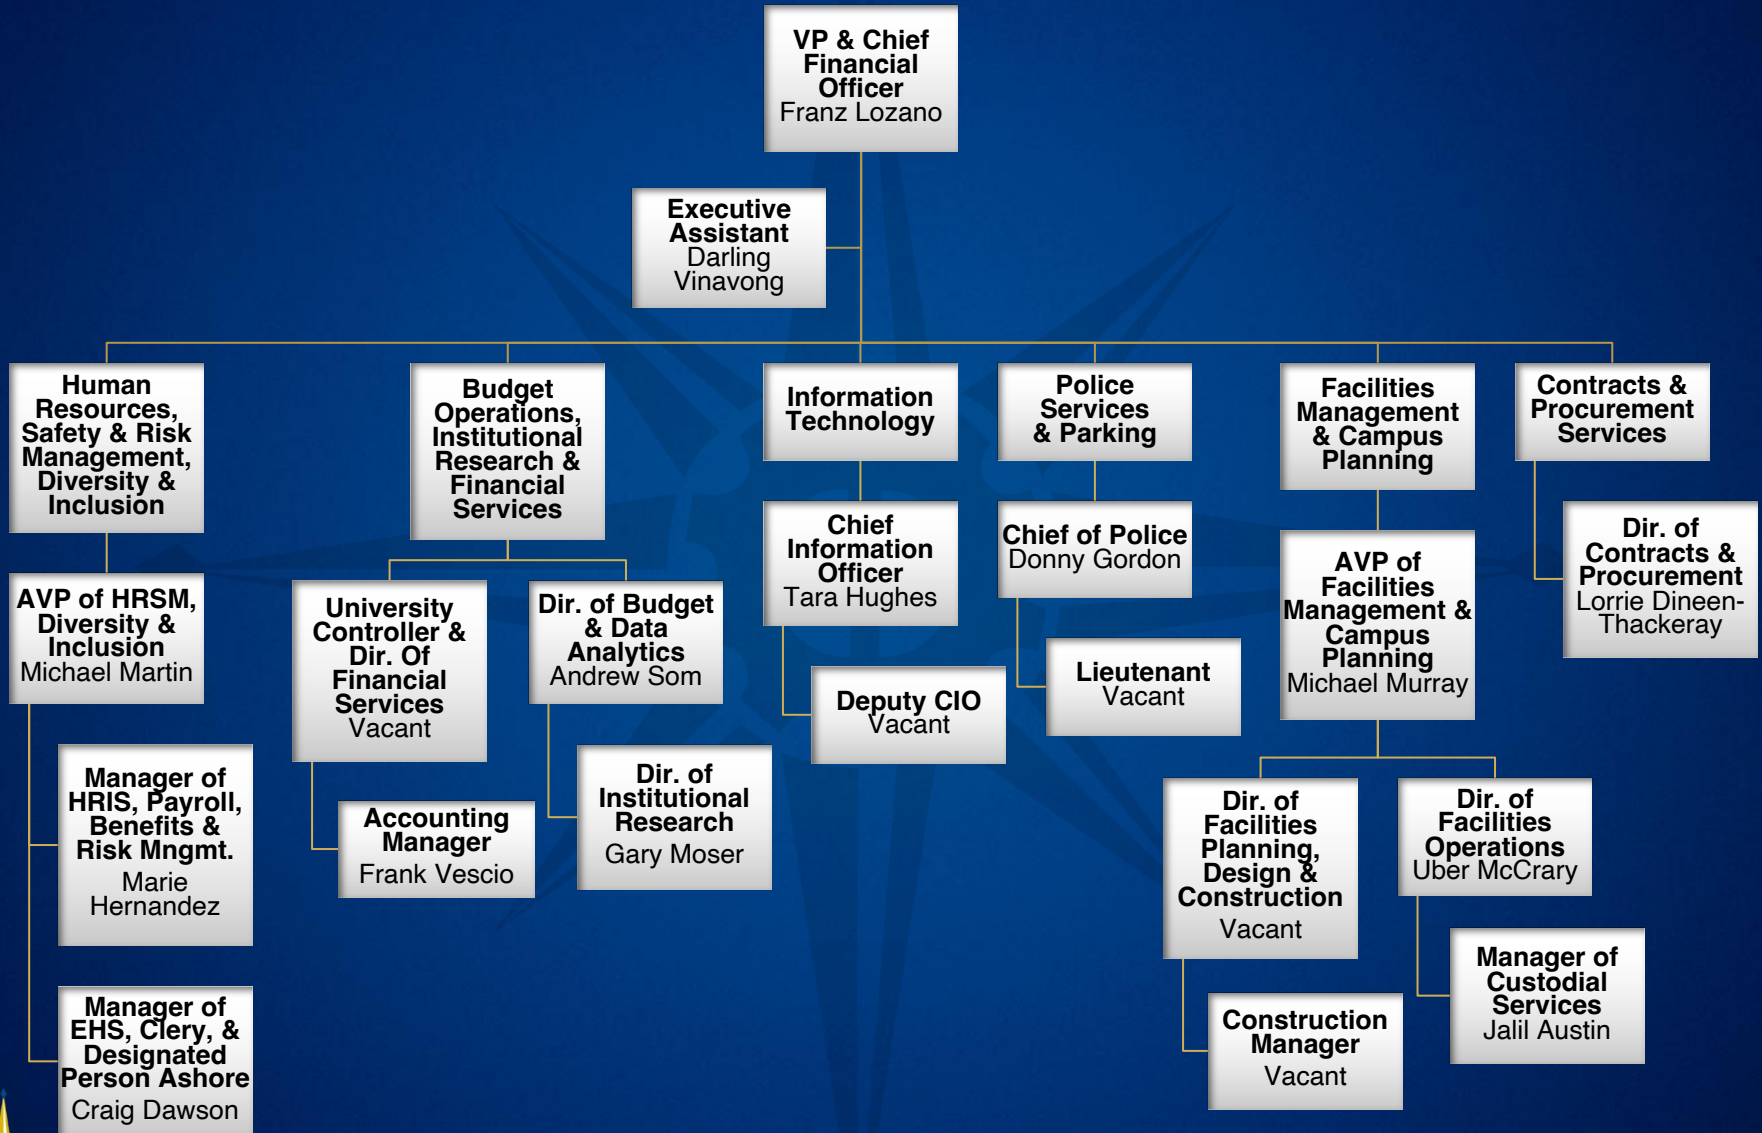 VP & Chief
Financial
Officer
Franz Lozano
Executive
Assistant
Darling
Vinavong
Human
Resources,
Safety & Risk
Management,
Diversity &
Inclusion
Budget
Operations,
Institutional
Research &
Financial
Services
Information
Technology
Police
Services
& Parking
Facilities
Management
& Campus
Planning
Contracts &
Procurement
Services
AVP of HRSM,
Diversity &
Inclusion
Michael Martin
University
Controller &
Dir. Of
Financial
Services
Vacant
Dir. of Budget
& Data
Analytics
Andrew Som
Chief
Information
Officer
Tara Hughes
Chief of Police
Donny Gordon
AVP of
Facilities
Management &
Campus
Planning
Michael Murray
Dir. of
Contracts &
Procurement
Lorrie Dineen-
Thackeray
Manager of
HRIS, Payroll,
Benefits &
Risk Mngmt.
Marie
Hernandez
Accounting
Manager
Frank Vescio
Dir. of
Institutional
Research
Gary Moser
Deputy CIO
Vacant
Lieutenant
Vacant
Dir. of
Facilities
Planning,
Design &
Construction
Vacant
Dir. of
Facilities
Operations
Uber McCrary
Manager of
EHS, Clery, &
Designated
Person Ashore
Craig Dawson
Construction
Manager
Vacant
Manager of
Custodial
Services
Jalil Austin